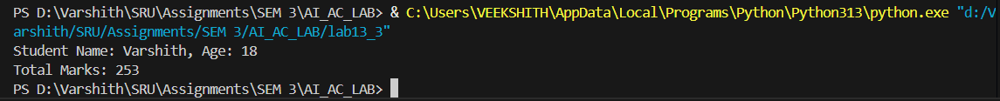 PS D:\Varshith\SRU\Assignments\SEM 3\AI_AC_LAB> & C:\Users\VEEKSHITH\AppData\Local\Programs\Python\Python313\python.exe "d:/V
arshith/SRU/Assignments/SEM 3/AI_AC_LAB/lab13_3"
Student Name: Varshith, Age: 18
Total Marks: 253
PS D:\Varshith\SRU\Assignments\SEM 3\AI_AC_LAB>